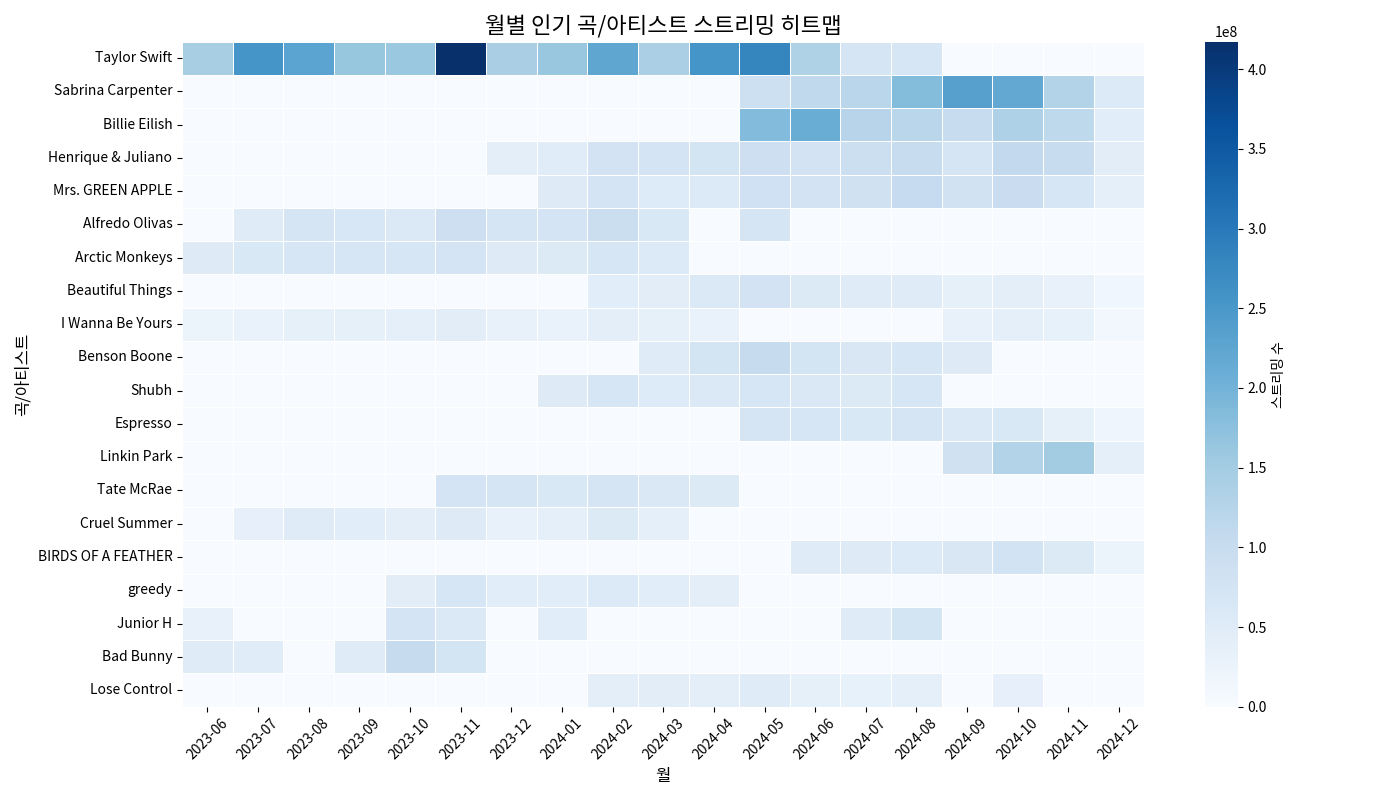 월별 인기 곡/아티스트 스트리밍 히트맵
곡/아티스트
Taylor Swift
Sabrina Carpenter
Billie Eilish
Henrique & Juliano
Mrs. GREEN APPLE
Alfredo Olivas
Arctic Monkeys
Beautiful Things
I Wanna Be Yours
Benson Boone
Shubh
Espresso
Linkin Park
Tate McRae
Cruel Summer
BIRDS OF A FEATHER
greedy
Junior H
Bad Bunny
Lose Control
2023-06
2023-07
2023-08
2023-09
2023-10
2023-11
2023-12
2024-01
2024-02
2024-03
2024-04
2024-05
2024-06
2024-07
2024-08
2024-09
2024-10
2024-11
2024-12
월
1e8
4.0
3.5
3.0
2.5
2.0
1.5
1.0
0.5
0.0
스트리밍 수